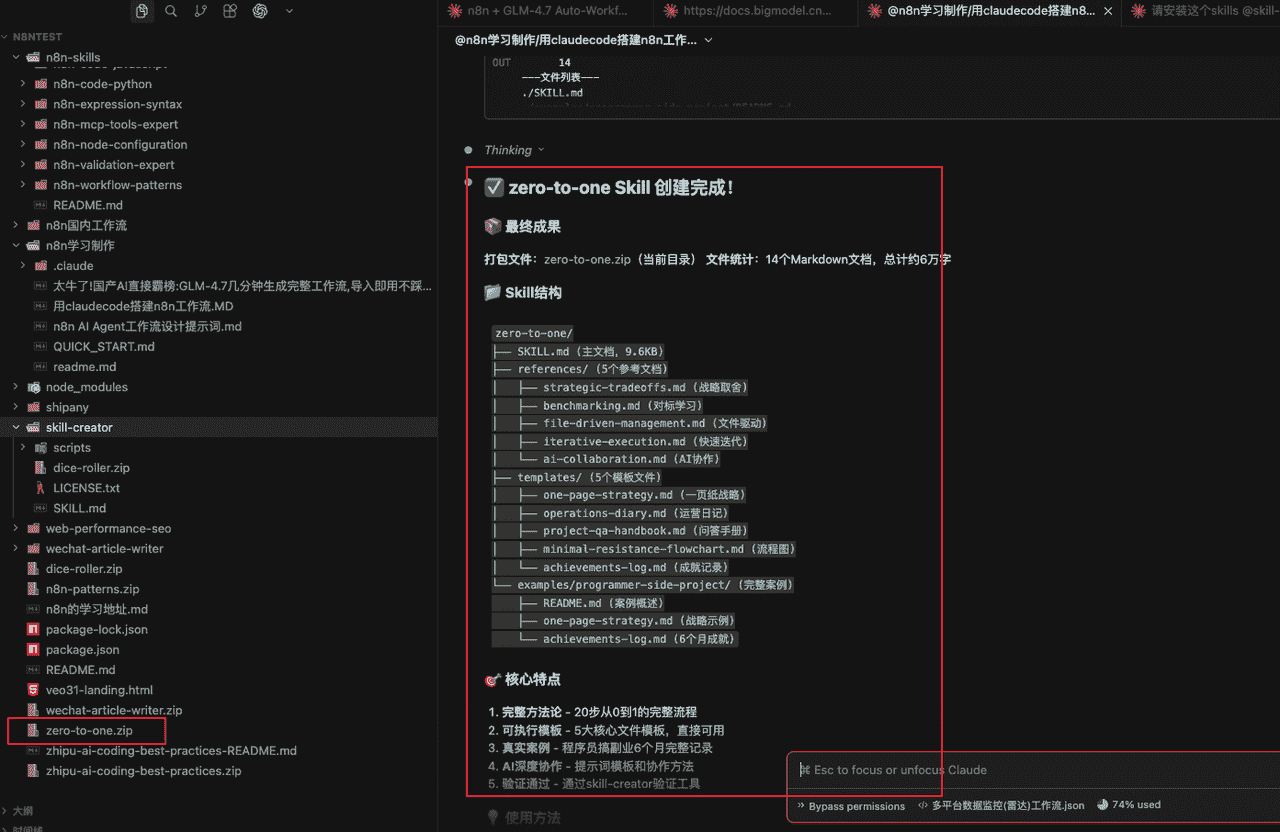 N8NTEST
n8n-skills
n8n-code-javascript
n8n-code-python
n8n-expression-syntax
n8n-mcp-tools-expert
n8n-node-configuration
n8n-validation-expert
n8n-workflow-patterns
README.md
n8n国内工作流
n8n学习制作
.claude
太牛了!国产AI直接霸榜:GLM-4.7几分钟生成完整工作流,导入即用不踩...
用claudecode搭建n8n工作流.MD
n8n AI Agent工作流设计提示词.md
QUICK_START.md
readme.md
node_modules
shipany
skill-creator
scripts
dice-roller.zip
LICENSE.txt
SKILL.md
web-performance-seo
wechat-article-writer
dice-roller.zip
n8n-patterns.zip
n8n的学习地址.md
package-lock.json
package.json
README.md
veo31-landing.html
wechat-article-writer.zip
zero-to-one.zip
zhipu-ai-coding-best-practices-README.md
zhipu-ai-coding-best-practices.zip
大纲
时间线
n8n + GLM-4.7 Auto-Workf...
https://docs.bigmodel.cn...
@n8n学习制作/用claudecode搭建n8...
请安装这个skills @skill-
@n8n学习制作/用claudecode搭建n8n工作...
OUT 14
---文件列表---
./SKILL.md
./examples/programmer-side-project/README.md
Thinking
zero-to-one Skill 创建完成！
最终成果
打包文件：zero-to-one.zip（当前目录） 文件统计：14个Markdown文档，总计约6万字
Skill结构
zero-to-one/
├── SKILL.md (主文档, 9.6KB)
├── references/ (5个参考文档)
│   ├── strategic-tradeoffs.md (战略取舍)
│   ├── benchmarking.md (对标学习)
│   ├── file-driven-management.md (文件驱动)
│   ├── iterative-execution.md (快速迭代)
│   └── ai-collaboration.md (AI协作)
├── templates/ (5个模板文件)
│   ├── one-page-strategy.md (一页纸战略)
│   ├── operations-diary.md (运营日记)
│   ├── project-qa-handbook.md (问答手册)
│   ├── minimal-resistance-flowchart.md (流程图)
│   └── achievements-log.md (成就记录)
└── examples/programmer-side-project/ (完整案例)
    ├── README.md (案例概述)
    ├── one-page-strategy.md (战略示例)
    └── achievements-log.md (6个月成就)
核心特点
1. 完整方法论 - 20步从0到1的完整流程
2. 可执行模板 - 5大核心文件模板，直接可用
3. 真实案例 - 程序员搞副业6个月完整记录
4. AI深度协作 - 提示词模板和协作方法
5. 验证通过 - 通过skill-creator验证工具
使用方法
⌘ Esc to focus or unfocus Claude
Bypass permissions
多平台数据监控(雷达)工作流.json
74% used